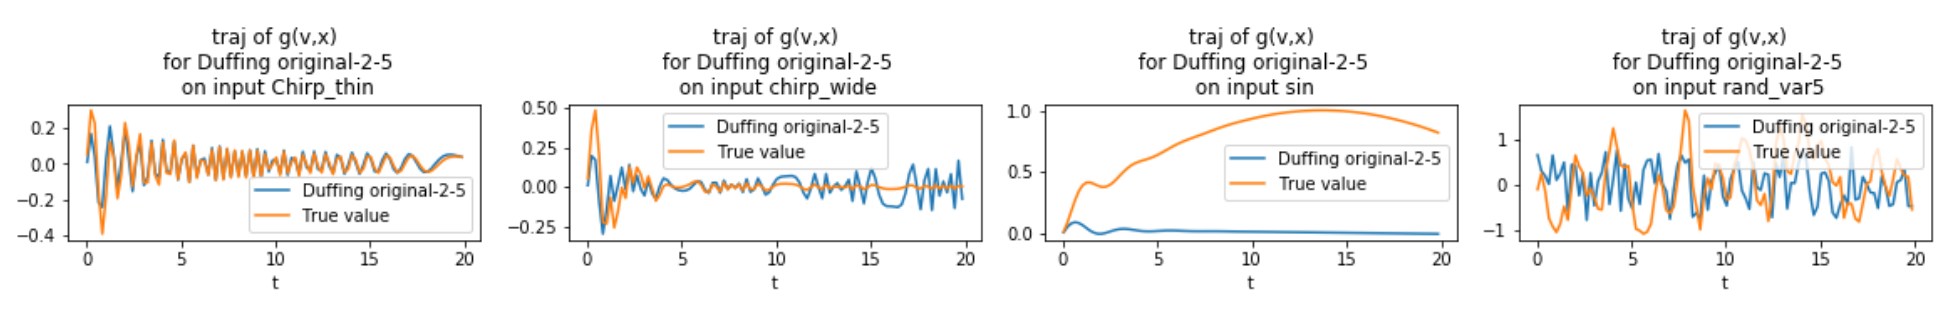 traj of g(v,x)
for Duffing original-2-5
on input Chirp_thin
0.2
0.0
−0.2
−0.4
Duffing original-2-5
True value
0
5
10
15
20
t
traj of g(v,x)
for Duffing original-2-5
on input chirp_wide
0.50
0.25
0.00
−0.25
Duffing original-2-5
True value
0
5
10
15
20
t
traj of g(v,x)
for Duffing original-2-5
on input sin
1.0
0.5
0.0
Duffing original-2-5
True value
0
5
10
15
20
t
traj of g(v,x)
for Duffing original-2-5
on input rand_var5
1
0
−1
Duffing original-2-5
True value
0
5
10
15
20
t